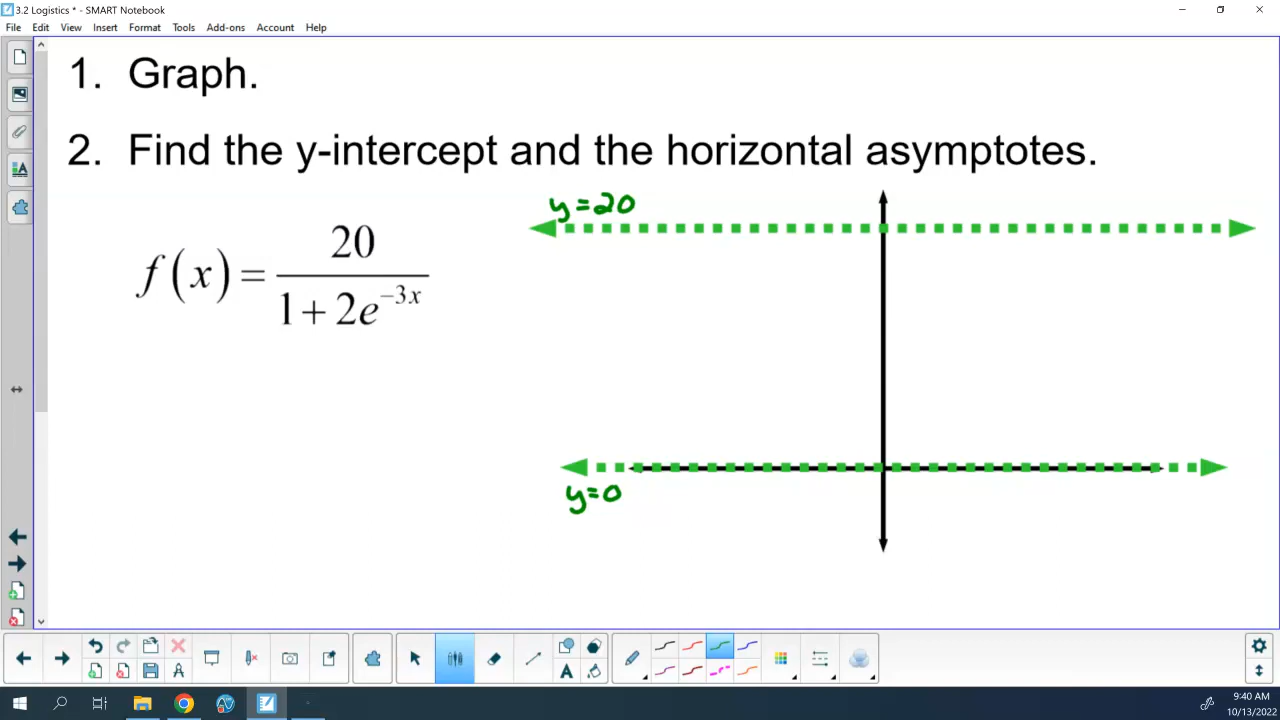 3.2 Logistics * - SMART Notebook
File Edit View Insert Format Tools Add-ons Account Help
1. Graph.
2. Find the y-intercept and the horizontal asymptotes.
y=20
f(x) = 20 / (1+2e^{-3x})
y=0
9:40 AM
10/13/2022